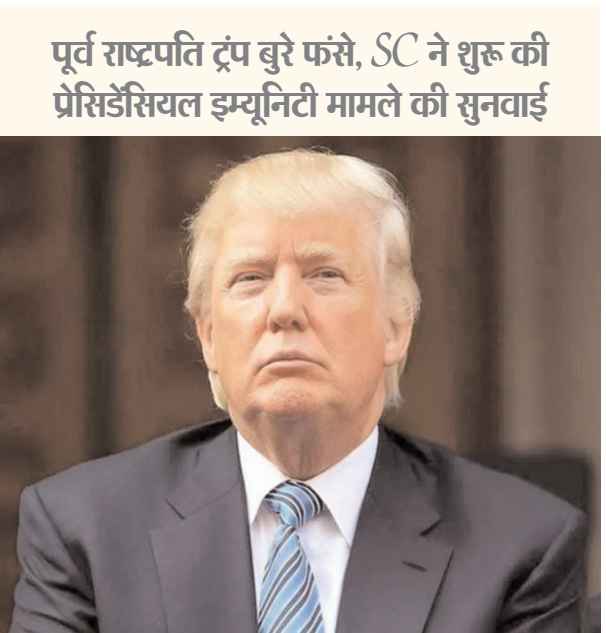 पूर्व राष्ट्रपति ट्रंप बुरे फंसे, SC ने शुरू की
प्रेसिडेंसियल इम्यूनिटी मामले की सुनवाई